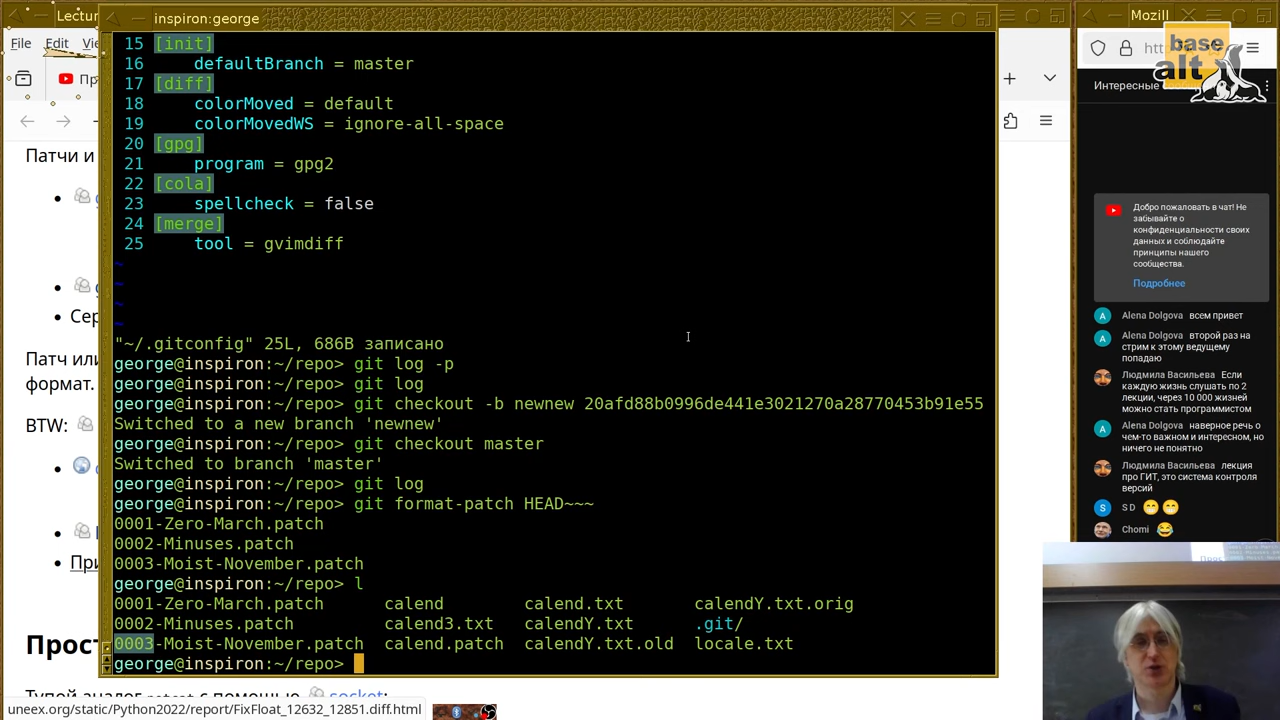 Lectu
inspiron:george
Mozill
File Edit Vi
Пр
htt
base alt
Интересные
15 [init]
16 defaultBranch = master
17 [diff]
18 colorMoved = default
19 colorMovedWS = ignore-all-space
20 [gpg]
21 program = gpg2
22 [cola]
23 spellcheck = false
24 [merge]
25 tool = gvimdiff
~
~
~
~
"~/.gitconfig" 25L, 686B записано
george@inspiron:~/repo> git log -p
george@inspiron:~/repo> git log
george@inspiron:~/repo> git checkout -b newnew 20afd88b0996de441e3021270a28770453b91e55
Switched to a new branch 'newnew'
george@inspiron:~/repo> git checkout master
Switched to branch 'master'
george@inspiron:~/repo> git log
george@inspiron:~/repo> git format-patch HEAD~~~
0001-Zero-March.patch
0002-Minuses.patch
0003-Moist-November.patch
george@inspiron:~/repo> l
0001-Zero-March.patch calend calend.txt calendY.txt.orig
0002-Minuses.patch calend3.txt calendY.txt .git/
0003-Moist-November.patch calend.patch calendY.txt.old locale.txt
george@inspiron:~/repo>
Патчи и
Сер
Патч или
формат.
BTW:
При
Прост
Тупой аналог netcat с помощью socket:
uneex.org/static/Python2022/report/FixFloat_12632_12851.diff.html
Добро пожаловать в чат! Не
забывайте о
конфиденциальности своих
данных и соблюдайте
принципы нашего
сообщества.
Подробнее
A Alena Dolgova всем привет
A Alena Dolgova второй раз на
стрим к этому ведущему
попадаю
Людмила Васильева Если
каждую жизнь слушать по 2
лекции, через 10 000 жизней
можно стать программистом
A Alena Dolgova наверное речь о
чем-то важном и интересном, но
ничего не понятно
Людмила Васильева лекция
про ГИТ, это система контроля
версий
S S D 😁😁
Chomi 😂